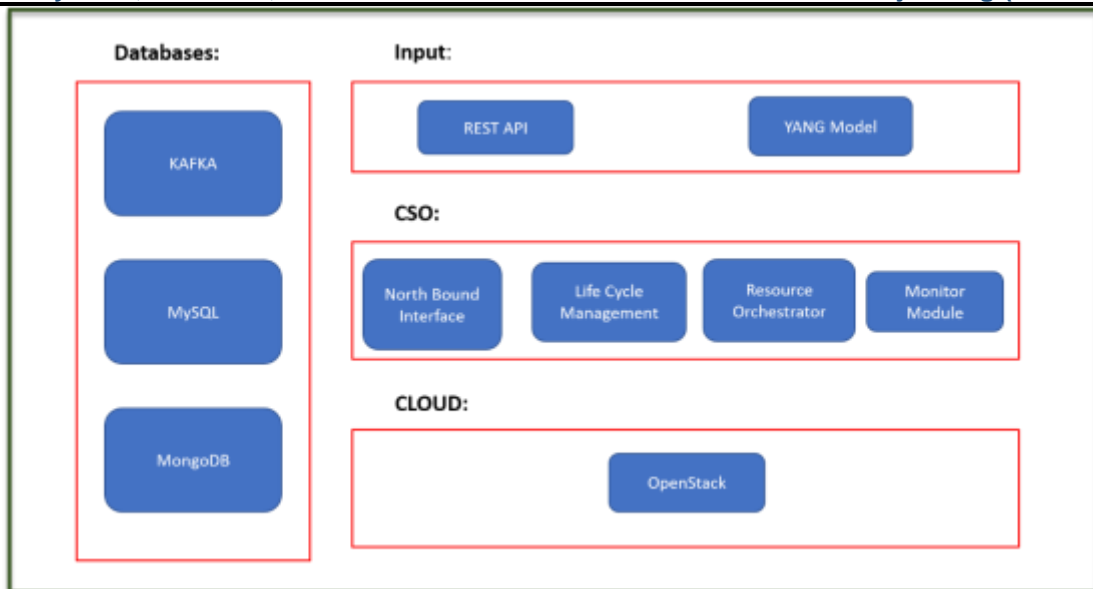 Databases:
KAFKA
MySQL
MongoDB
Input:
REST API
YANG Model
CSO:
North Bound
Interface
Life Cycle
Management
Resource
Orchestrator
Monitor
Module
CLOUD:
OpenStack